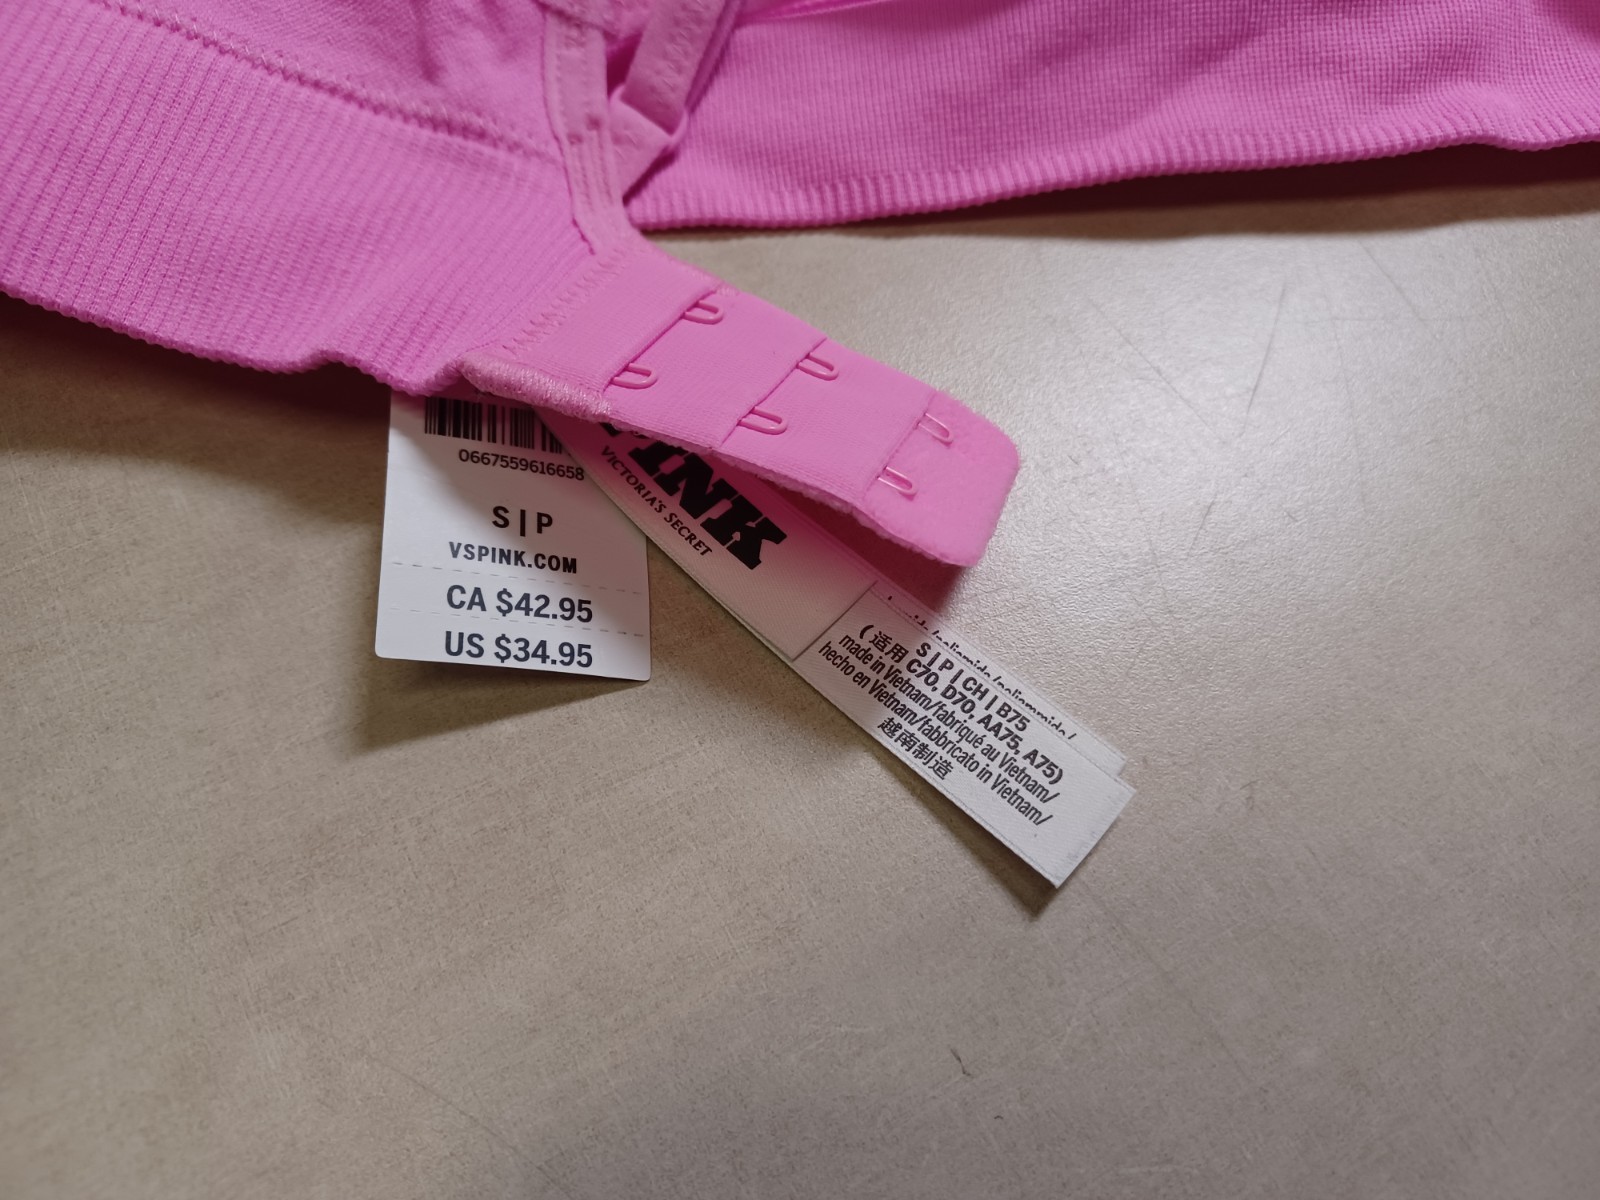 0667559616658
S | P
VSPINK.COM
CA $42.95
US $34.95
PINK
VICTORIA'S SECRET
S | P | CH | B75
(适用 C70, D70, AA75, A75)
made in Vietnam/fabriqué au Vietnam/
hecho en Vietnam/fabbricato in Vietnam/
越南制造